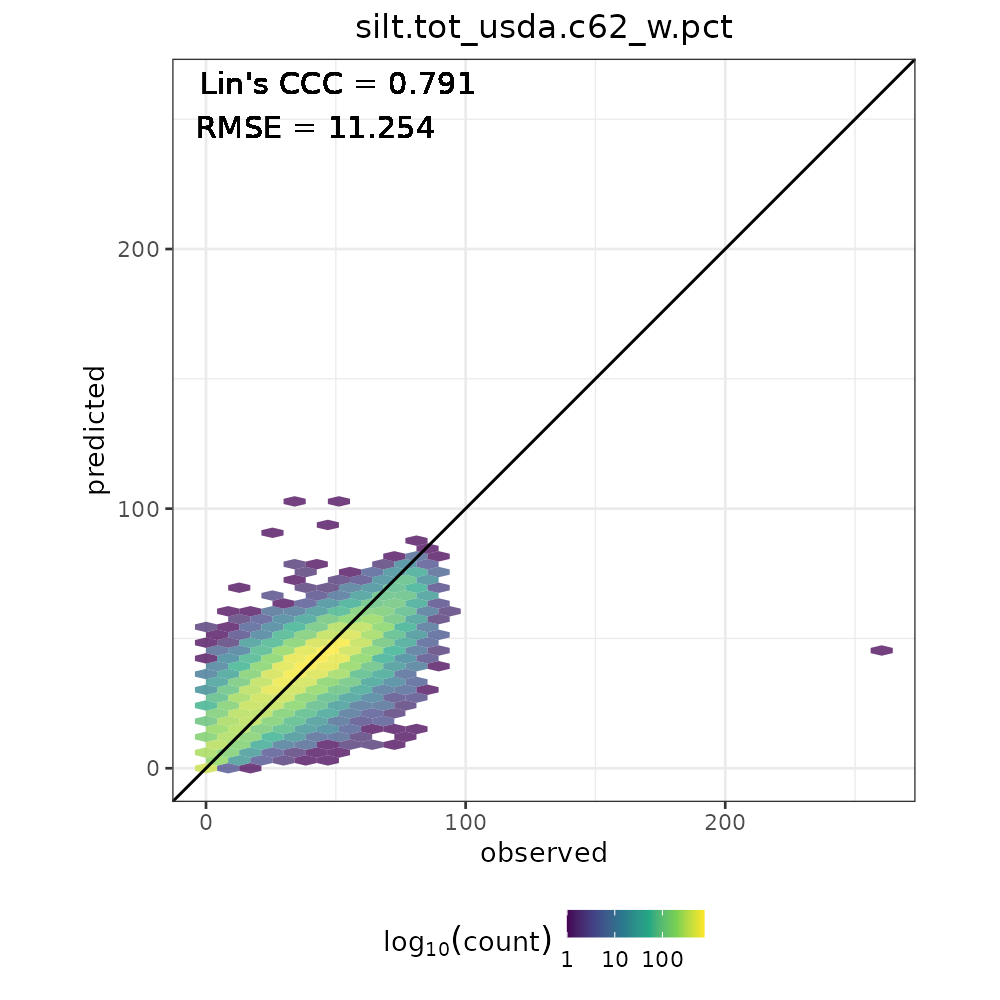 silt.tot_usda.c62_w.pct
Lin's CCC = 0.791
RMSE = 11.254
predicted
200
100
0
0 100 200
observed
log10(count)
1 10 100